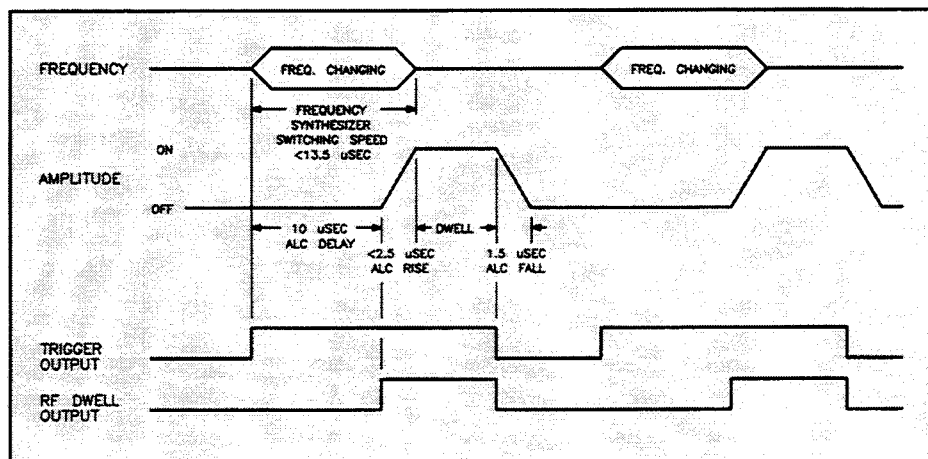 FREQUENCY
FREQ. CHANGING
FREQ. CHANGING
FREQUENCY
SYNTHESIZER
SWITCHING SPEED
<13.5 uSEC
ON
AMPLITUDE
OFF
10 uSEC
ALC DELAY
<2.5 uSEC
ALC RISE
DWELL
1.5 uSEC
ALC FALL
TRIGGER
OUTPUT
RF DWELL
OUTPUT